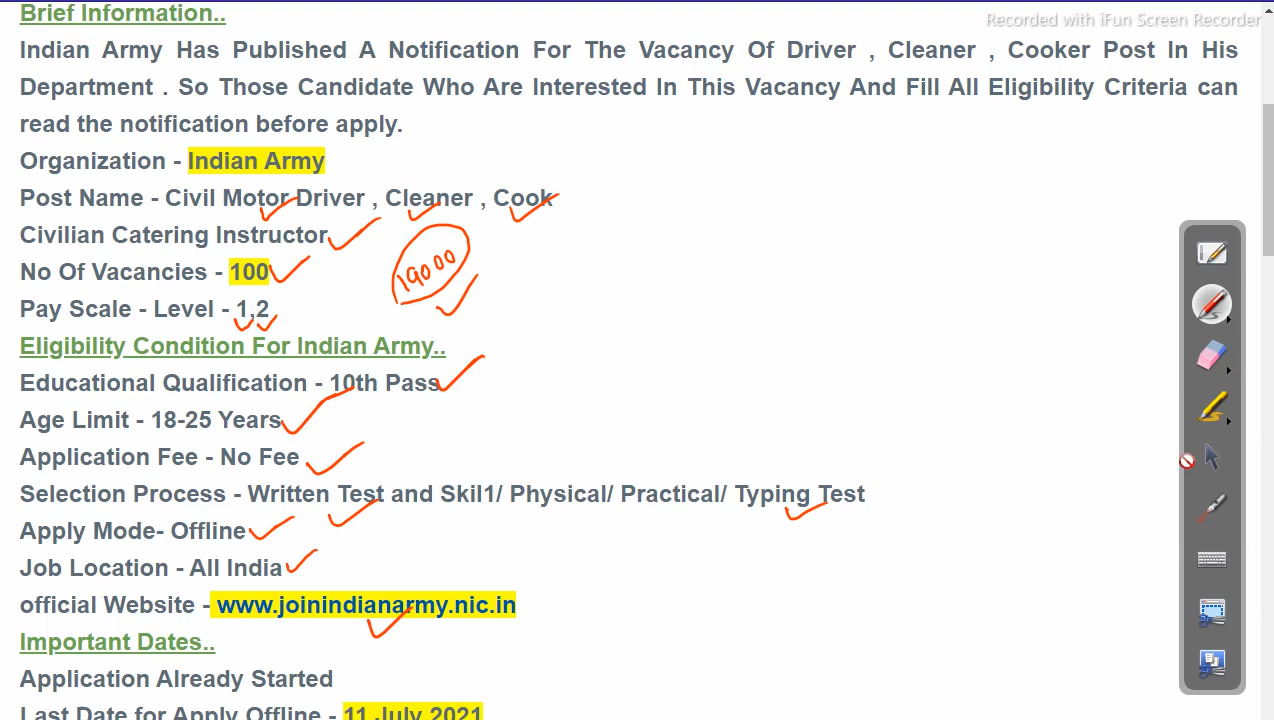 Brief Information..
Recorded with iFun Screen Recorder
Indian Army Has Published A Notification For The Vacancy Of Driver , Cleaner , Cooker Post In His
Department . So Those Candidate Who Are Interested In This Vacancy And Fill All Eligibility Criteria can
read the notification before apply.
Organization - Indian Army
Post Name - Civil Motor Driver , Cleaner , Cook
Civilian Catering Instructor
No Of Vacancies - 100
19000
Pay Scale - Level - 1,2
Eligibility Condition For Indian Army..
Educational Qualification - 10th Pass
Age Limit - 18-25 Years
Application Fee - No Fee
Selection Process - Written Test and Skil1/ Physical/ Practical/ Typing Test
Apply Mode- Offline
Job Location - All India
official Website - www.joinindianarmy.nic.in
Important Dates..
Application Already Started
Last Date for Apply Offline - 11 July 2021